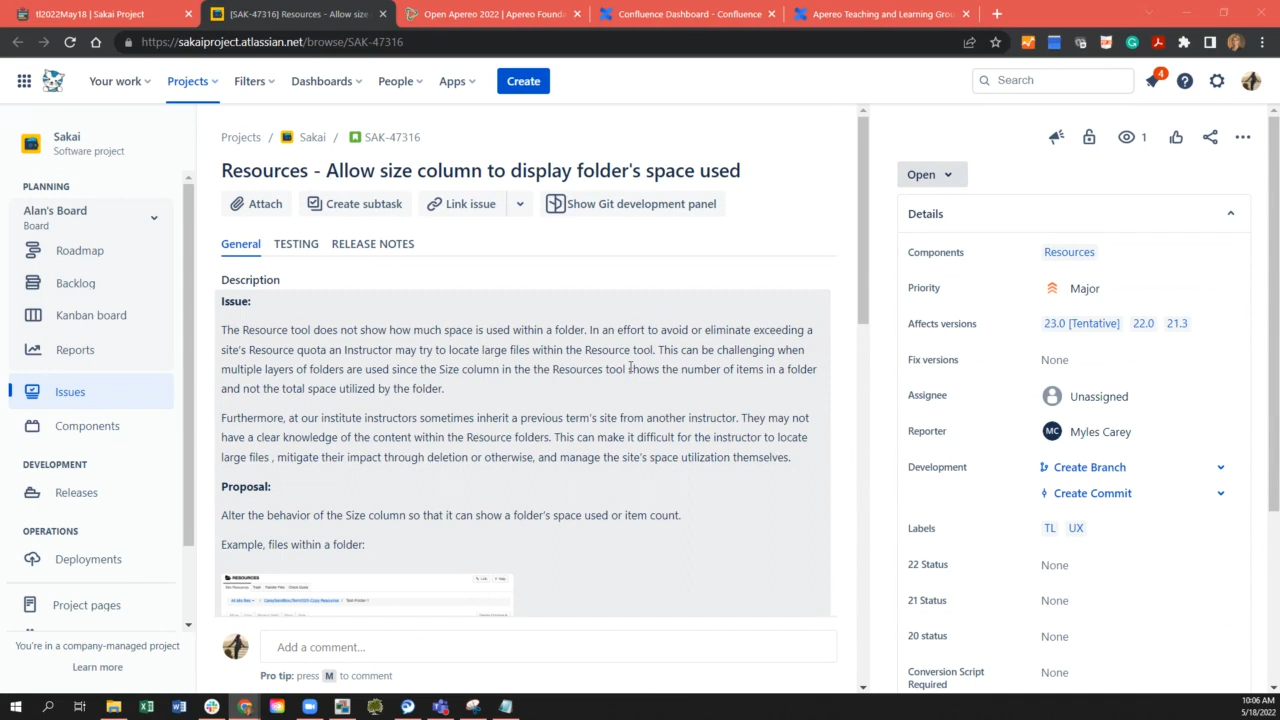 tl2022May18 | Sakai Project
[SAK-47316] Resources - Allow size
Open Apereo 2022 | Apereo Founda
Confluence Dashboard - Confluence
Apereo Teaching and Learning Grou
https://sakaiproject.atlassian.net/browse/SAK-47316
Your work
Projects
Filters
Dashboards
People
Apps
Create
Search
4
Sakai
Software project
PLANNING
Alan's Board
Board
Roadmap
Backlog
Kanban board
Reports
Issues
Components
DEVELOPMENT
Releases
OPERATIONS
Deployments
Project pages
You're in a company-managed project
Learn more
Projects / Sakai / SAK-47316
Resources - Allow size column to display folder's space used
Attach
Create subtask
Link issue
Show Git development panel
General
TESTING
RELEASE NOTES
Description
Issue:
The Resource tool does not show how much space is used within a folder. In an effort to avoid or eliminate exceeding a
site's Resource quota an Instructor may try to locate large files within the Resource tool. This can be challenging when
multiple layers of folders are used since the Size column in the the Resources tool shows the number of items in a folder
and not the total space utilized by the folder.
Furthermore, at our institute instructors sometimes inherit a previous term's site from another instructor. They may not
have a clear knowledge of the content within the Resource folders. This can make it difficult for the instructor to locate
large files , mitigate their impact through deletion or otherwise, and manage the site's space utilization themselves.
Proposal:
Alter the behavior of the Size column so that it can show a folder's space used or item count.
Example, files within a folder:
RESOURCES
Add a comment...
Pro tip: press M to comment
1
Open
Details
Components
Resources
Priority
Major
Affects versions
23.0 [Tentative]
22.0
21.3
Fix versions
None
Assignee
Unassigned
Reporter
MC
Myles Carey
Development
Create Branch
Create Commit
Labels
TL
UX
22 Status
None
21 Status
None
20 status
None
Conversion Script
Required
None
10:06 AM
5/18/2022